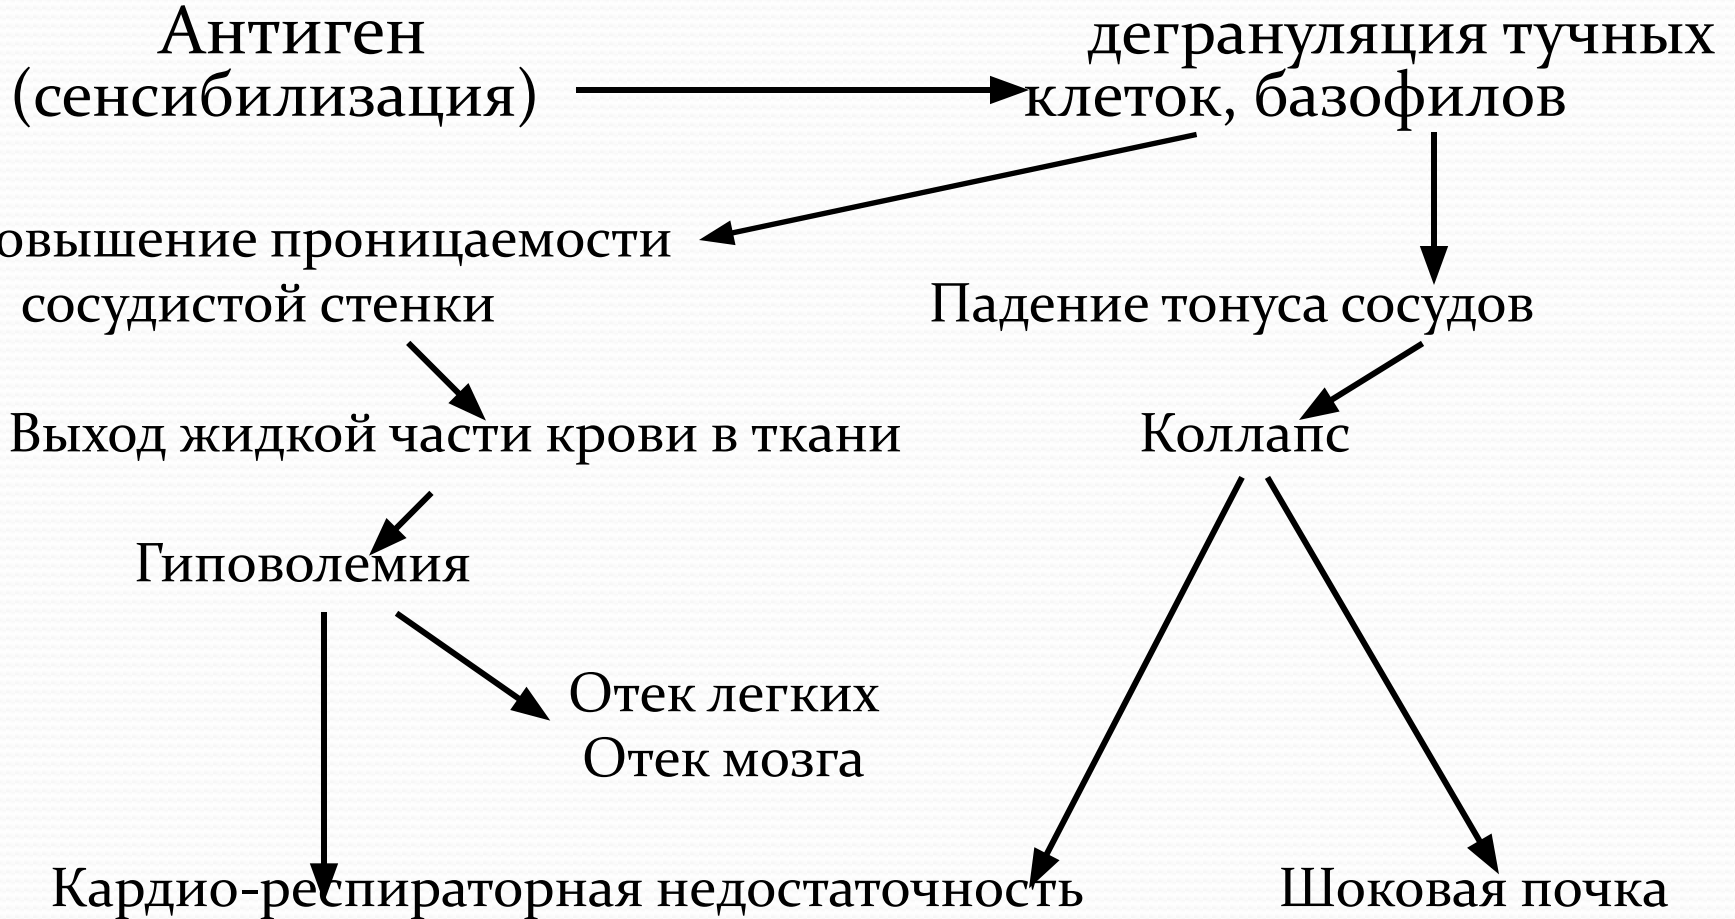 Антиген
(сенсибилизация)
дегрануляция тучных
клеток, базофилов
овышение проницаемости
сосудистой стенки
Падение тонуса сосудов
Выход жидкой части крови в ткани
Коллапс
Гиповолемия
Отек легких
Отек мозга
Кардио-респираторная недостаточность
Шоковая почка